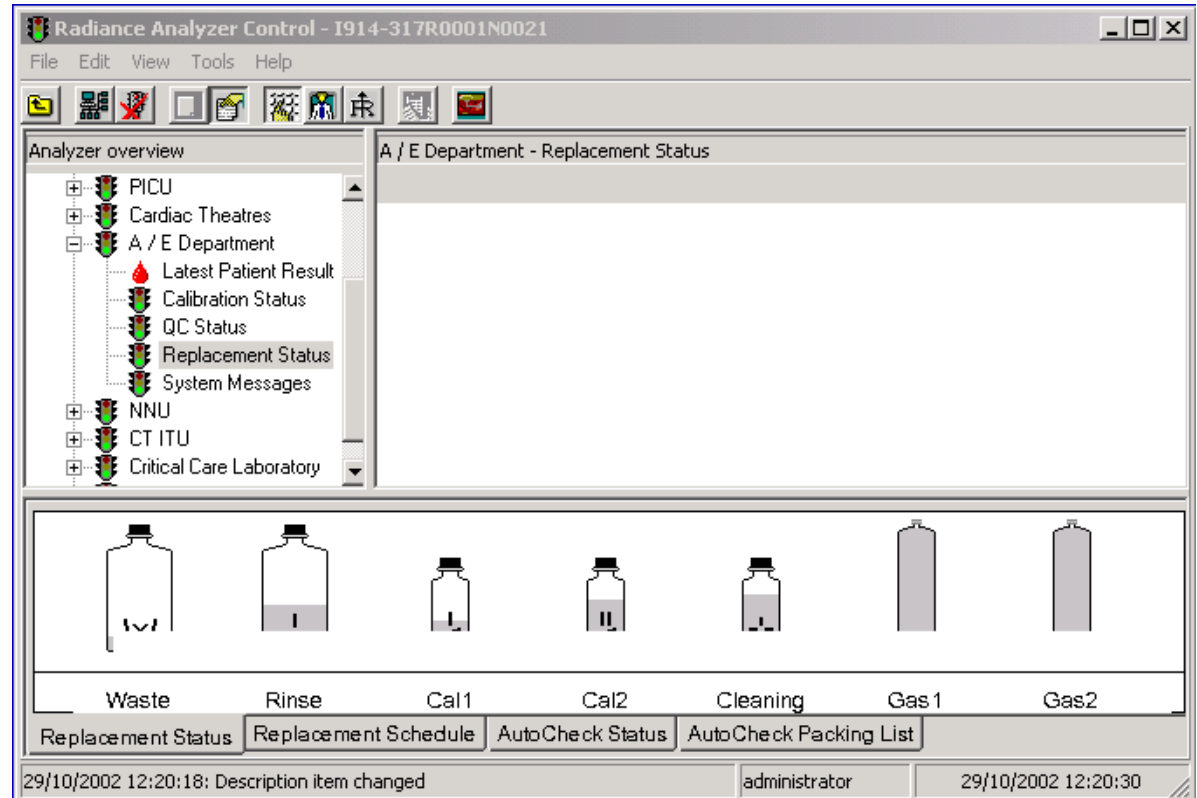 Radiance Analyzer Control - I914-317R0001N0021
File Edit View Tools Help
Analyzer overview
A / E Department - Replacement Status
PICU
Cardiac Theatres
A / E Department
Latest Patient Result
Calibration Status
QC Status
Replacement Status
System Messages
NNU
CT ITU
Critical Care Laboratory
Waste Rinse Cal1 Cal2 Cleaning Gas1 Gas2
Replacement Status Replacement Schedule AutoCheck Status AutoCheck Packing List
29/10/2002 12:20:18: Description item changed administrator 29/10/2002 12:20:30